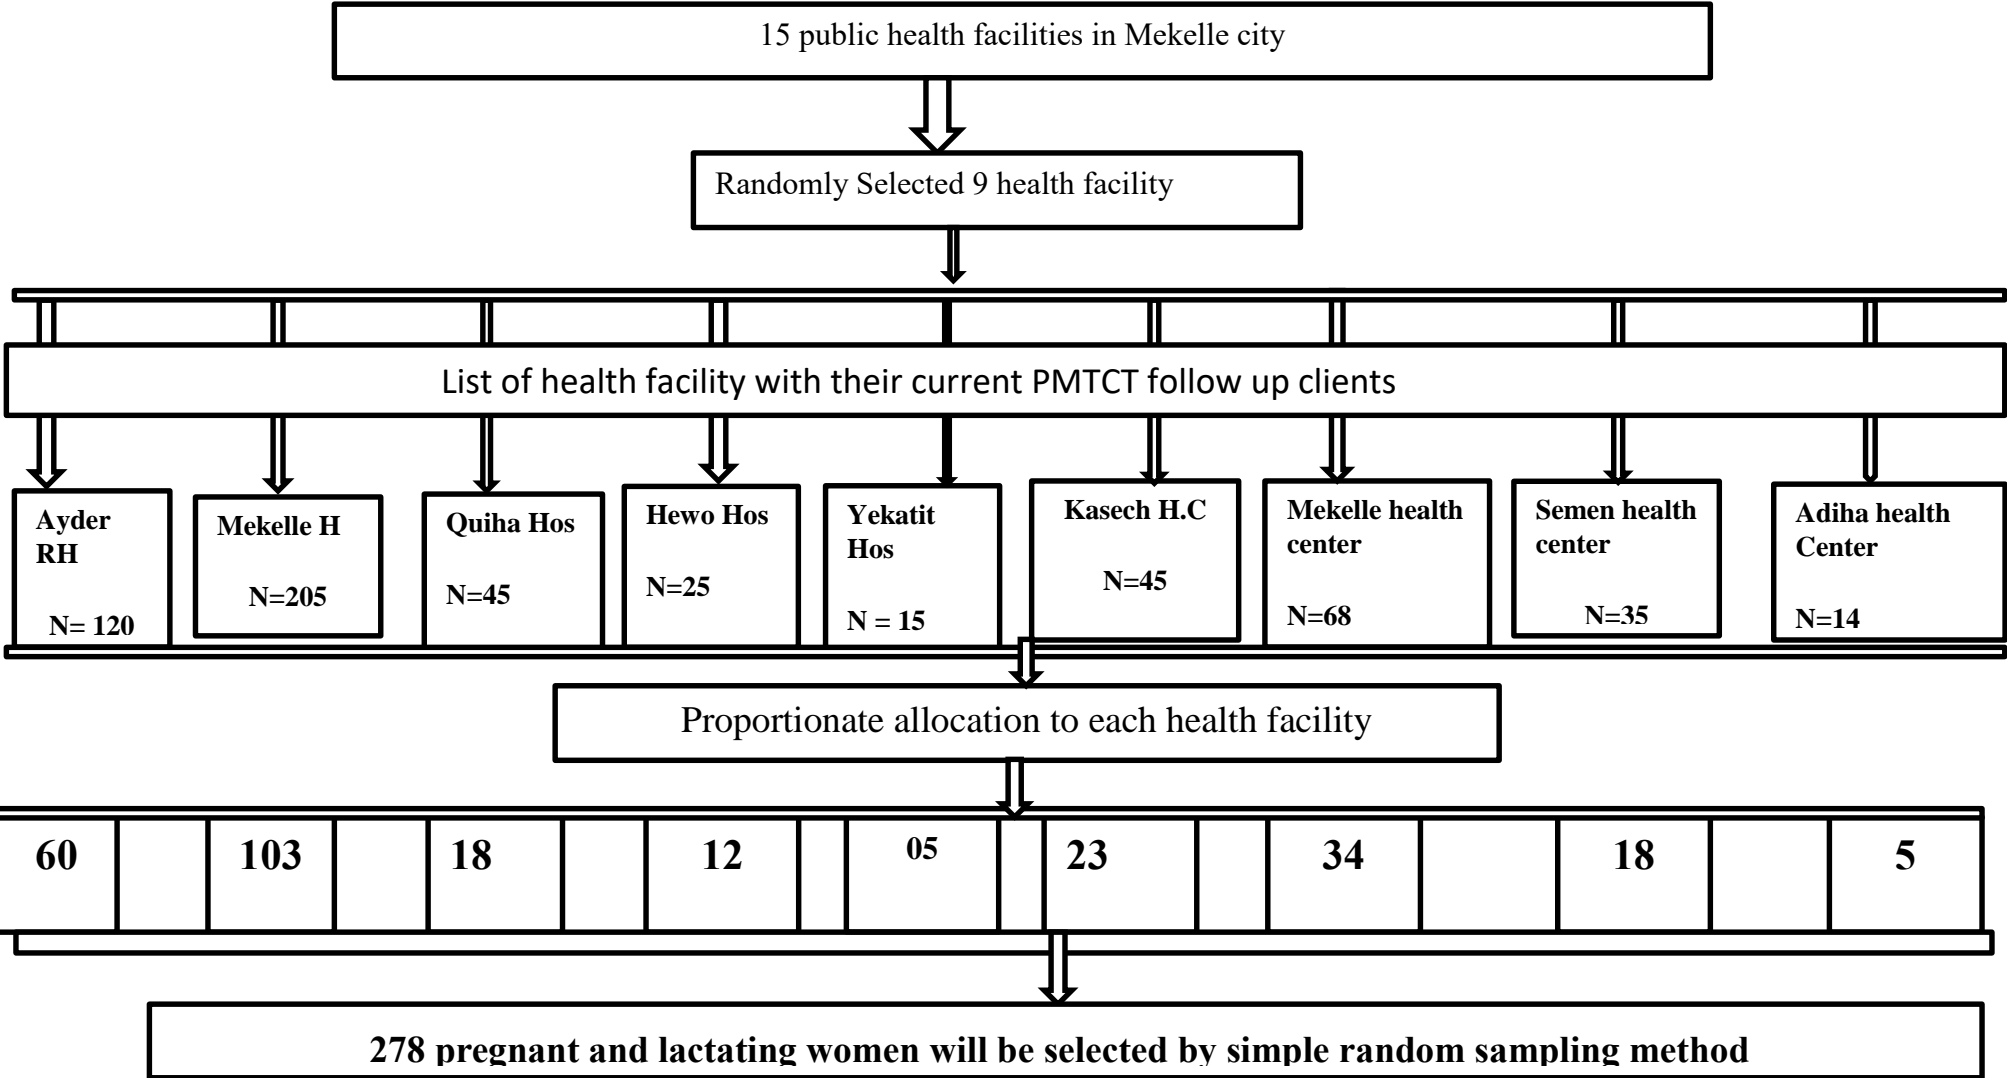 15 public health facilities in Mekelle city
Randomly Selected 9 health facility
List of health facility with their current PMTCT follow up clients
Ayder
RH
N= 120
Mekelle H
N=205
Quiha Hos
N=45
Hewo Hos
N=25
Yekatit
Hos
N = 15
Kasech H.C
N=45
Mekelle health
center
N=68
Semen health
center
N=35
Adiha health
Center
N=14
Proportionate allocation to each health facility
60
103
18
12
05
23
34
18
5
278 pregnant and lactating women will be selected by simple random sampling method